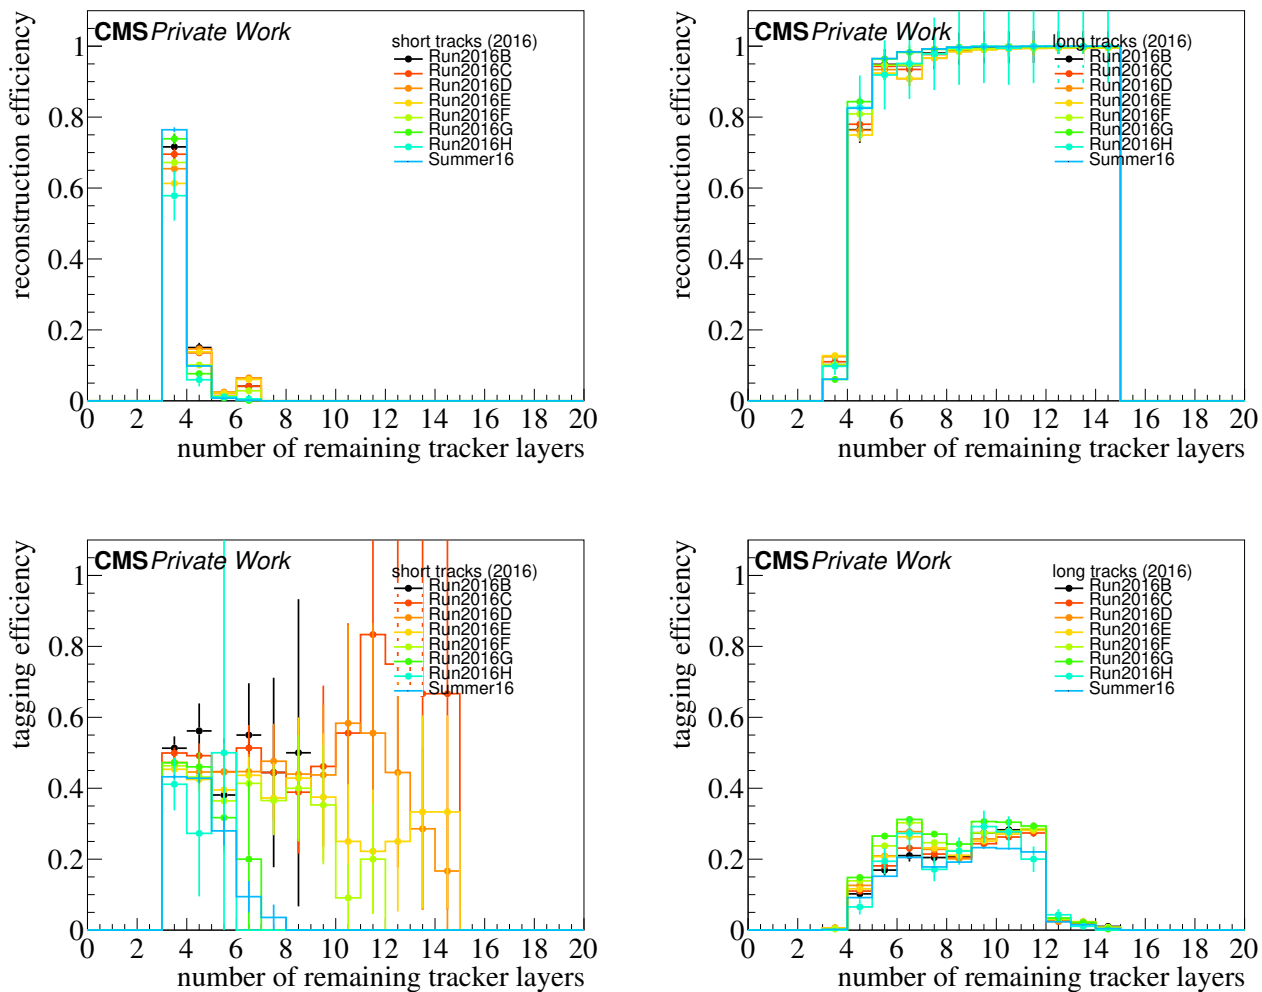 CMS Private Work
short tracks (2016)
Run2016B
Run2016C
Run2016D
Run2016E
Run2016F
Run2016G
Run2016H
Summer16
reconstruction efficiency
1
0.8
0.6
0.4
0.2
0
0 2 4 6 8 10 12 14 16 18 20
number of remaining tracker layers
CMS Private Work
long tracks (2016)
Run2016B
Run2016C
Run2016D
Run2016E
Run2016F
Run2016G
Run2016H
Summer16
reconstruction efficiency
1
0.8
0.6
0.4
0.2
0
0 2 4 6 8 10 12 14 16 18 20
number of remaining tracker layers
CMS Private Work
short tracks (2016)
Run2016B
Run2016C
Run2016D
Run2016E
Run2016F
Run2016G
Run2016H
Summer16
tagging efficiency
1
0.8
0.6
0.4
0.2
0
0 2 4 6 8 10 12 14 16 18 20
number of remaining tracker layers
CMS Private Work
long tracks (2016)
Run2016B
Run2016C
Run2016D
Run2016E
Run2016F
Run2016G
Run2016H
Summer16
tagging efficiency
1
0.8
0.6
0.4
0.2
0
0 2 4 6 8 10 12 14 16 18 20
number of remaining tracker layers